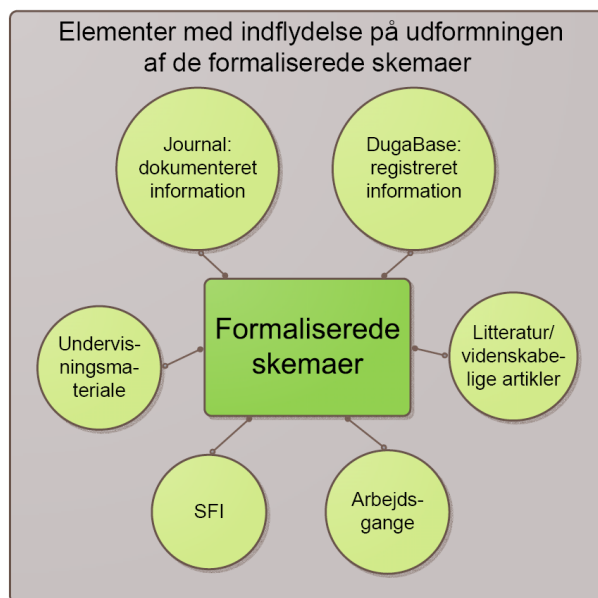 Elementer med indflydelse på udformningen
af de formaliserede skemaer
Journal:
dokumenteret
information
DugaBase:
registreret
information
Formaliserede
skemaer
Undervis-
ningsma-
teriale
Litteratur/
videnskabe-
lige artikler
SFI
Arbejds-
gange